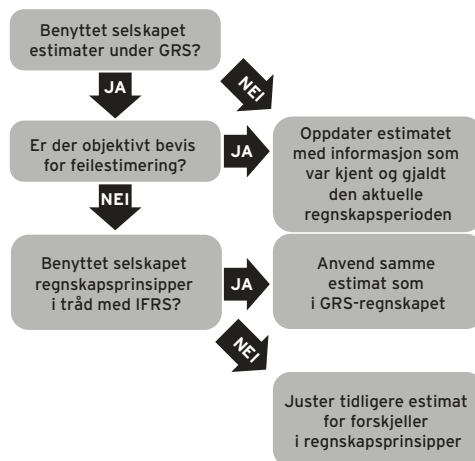 Benyttet selskapet
estimater under GRS?
JA
NEI
Er der objektivt bevis
for feilestimering?
JA
Oppdater estimatet
med informasjon som
var kjent og gjaldt
den aktuelle
regnskapsperioden
NEI
Benyttet selskapet
regnskapsprinsipper
i tråd med IFRS?
JA
Anvend samme
estimat som
i GRS-regnskapet
NEI
Juster tidligere estimat
for forskjeller
i regnskapsprinsipper